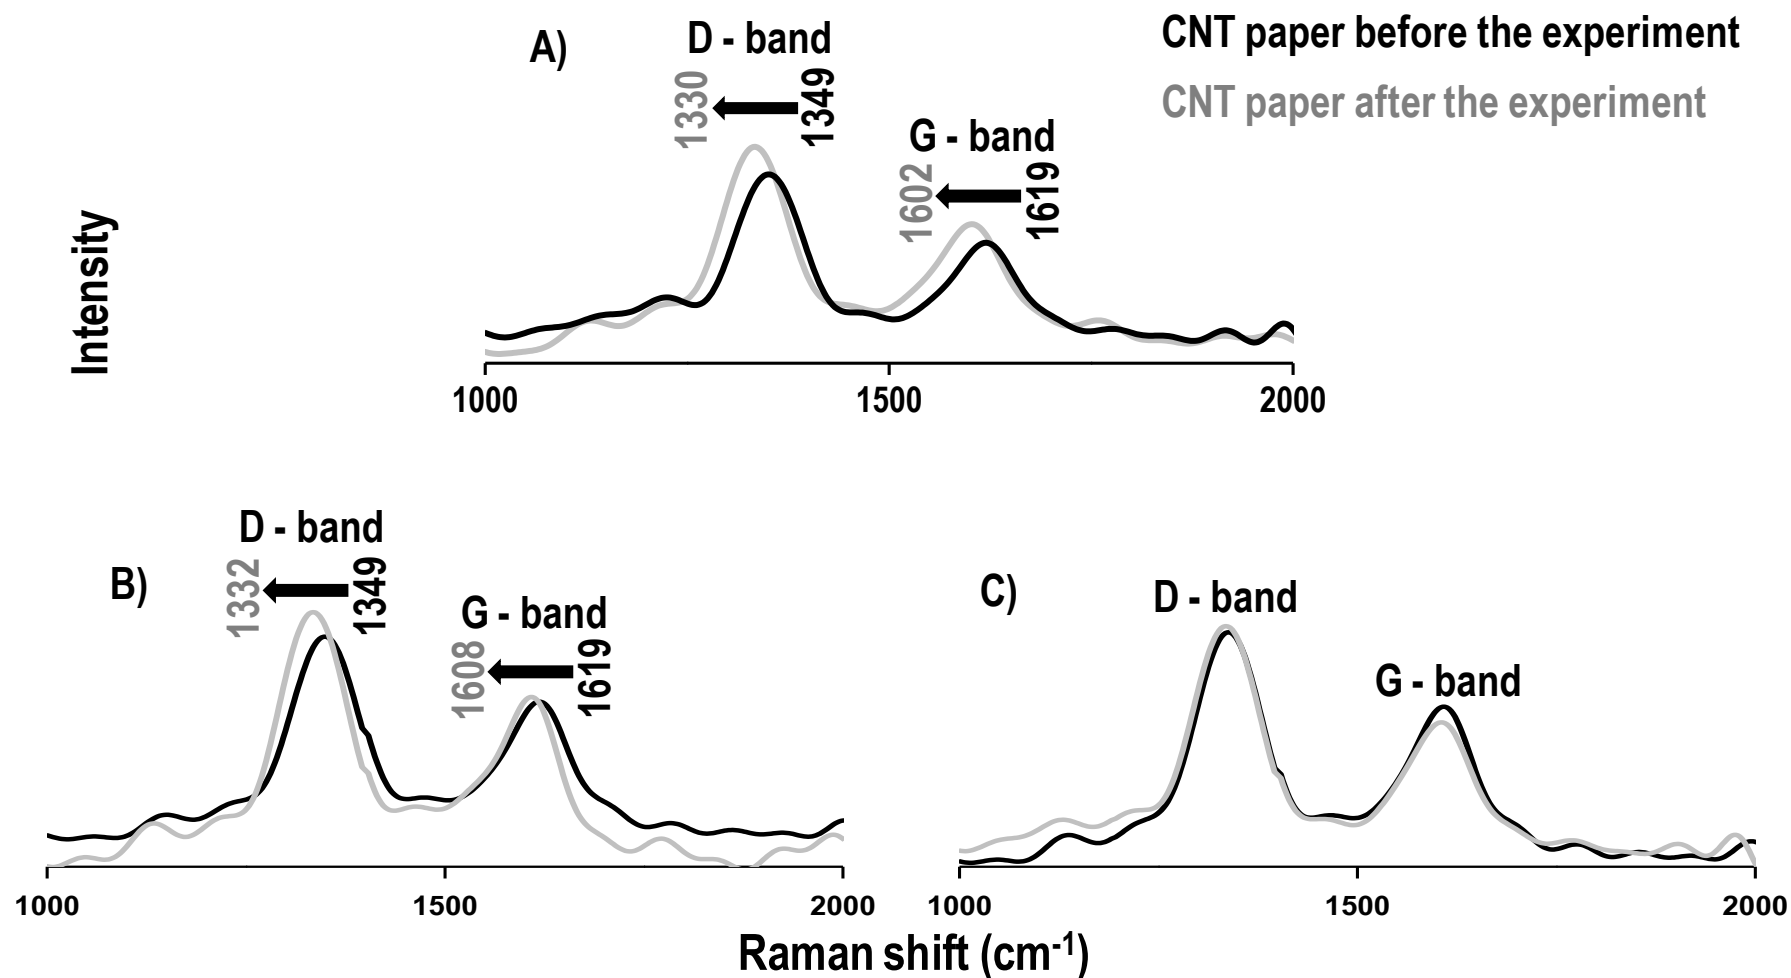 A)
D - band
1330
1349
G - band
1602
1619
CNT paper before the experiment
CNT paper after the experiment
Intensity
1000
1500
2000
B)
D - band
1332
1349
G - band
1608
1619
C)
D - band
G - band
1000
1500
2000
1000
1500
2000
Raman shift (cm⁻¹)